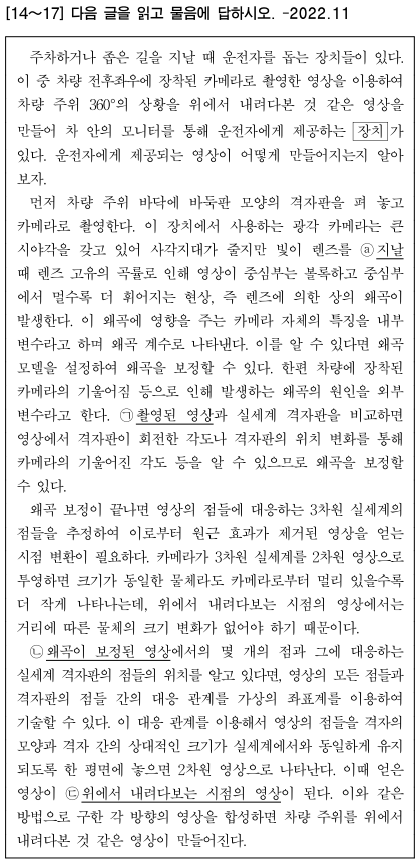 [14～17] 다음 글을 읽고 물음에 답하시오. -2022.11
주차하거나 좁은 길을 지날 때 운전자를 돕는 장치들이 있다.
이 중 차량 전후좌우에 장착된 카메라로 촬영한 영상을 이용하여
차량 주위 360°의 상황을 위에서 내려다본 것 같은 영상을
만들어 차 안의 모니터를 통해 운전자에게 제공하는 장치가
있다. 운전자에게 제공되는 영상이 어떻게 만들어지는지 알아
보자.
먼저 차량 주위 바닥에 바둑판 모양의 격자판을 펴 놓고
카메라로 촬영한다. 이 장치에서 사용하는 광각 카메라는 큰
시야각을 갖고 있어 사각지대가 줄지만 빛이 렌즈를 ⓐ지날
때 렌즈 고유의 곡률로 인해 영상이 중심부는 볼록하고 중심부
에서 멀수록 더 휘어지는 현상, 즉 렌즈에 의한 상의 왜곡이
발생한다. 이 왜곡에 영향을 주는 카메라 자체의 특징을 내부
변수라고 하며 왜곡 계수로 나타낸다. 이를 알 수 있다면 왜곡
모델을 설정하여 왜곡을 보정할 수 있다. 한편 차량에 장착된
카메라의 기울어짐 등으로 인해 발생하는 왜곡의 원인을 외부
변수라고 한다. ㉠촬영된 영상과 실세계 격자판을 비교하면
영상에서 격자판이 회전한 각도나 격자판의 위치 변화를 통해
카메라의 기울어진 각도 등을 알 수 있으므로 왜곡을 보정할
수 있다.
왜곡 보정이 끝나면 영상의 점들에 대응하는 3차원 실세계의
점들을 추정하여 이로부터 원근 효과가 제거된 영상을 얻는
시점 변환이 필요하다. 카메라가 3차원 실세계를 2차원 영상으로
투영하면 크기가 동일한 물체라도 카메라로부터 멀리 있을수록
더 작게 나타나는데, 위에서 내려다보는 시점의 영상에서는
거리에 따른 물체의 크기 변화가 없어야 하기 때문이다.
㉡왜곡이 보정된 영상에서의 몇 개의 점과 그에 대응하는
실세계 격자판의 점들의 위치를 알고 있다면, 영상의 모든 점들과
격자판의 점들 간의 대응 관계를 가상의 좌표계를 이용하여
기술할 수 있다. 이 대응 관계를 이용해서 영상의 점들을 격자의
모양과 격자 간의 상대적인 크기가 실세계에서와 동일하게 유지
되도록 한 평면에 놓으면 2차원 영상으로 나타난다. 이때 얻은
영상이 ㉢위에서 내려다보는 시점의 영상이 된다. 이와 같은
방법으로 구한 각 방향의 영상을 합성하면 차량 주위를 위에서
내려다본 것 같은 영상이 만들어진다.